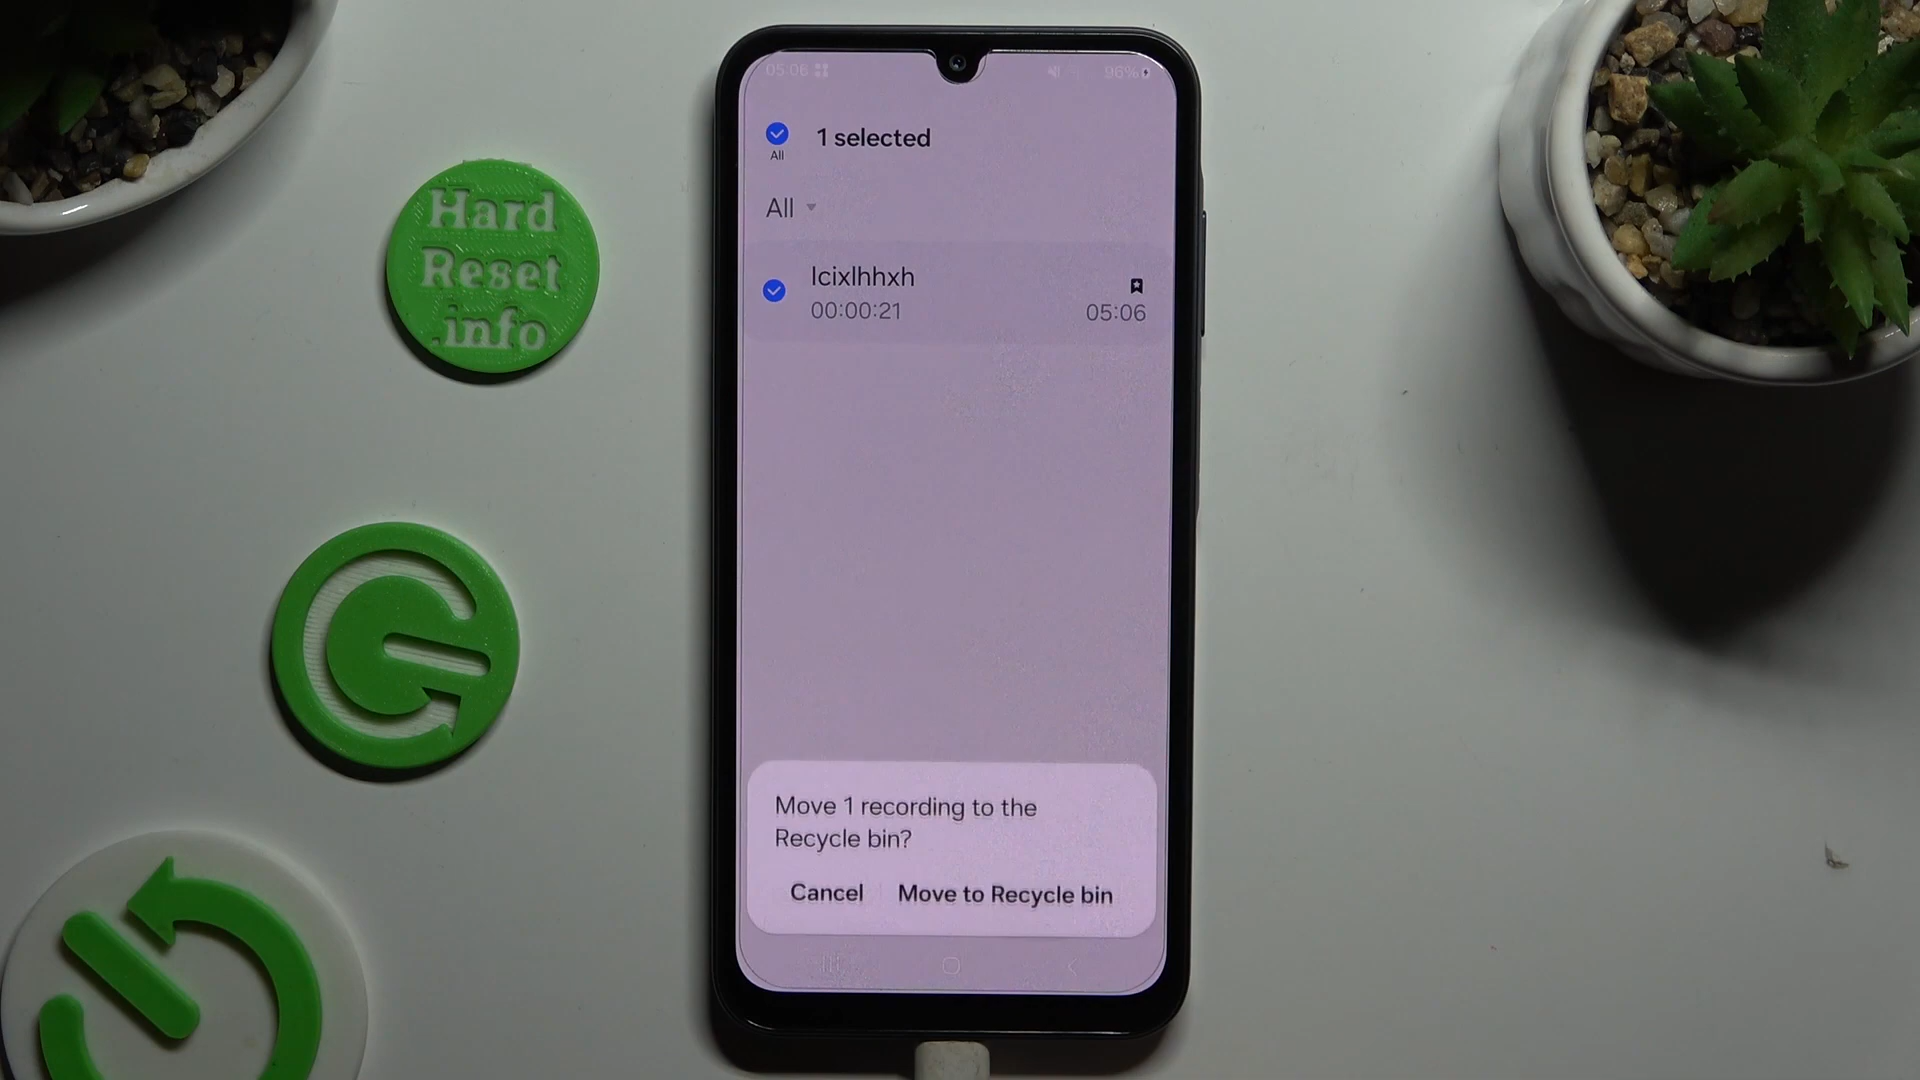 05:06
96%
1 selected
All
All
lcixlhhxh
00:00:21
05:06
Move 1 recording to the
Recycle bin?
Cancel
Move to Recycle bin
Hard
Reset
.info